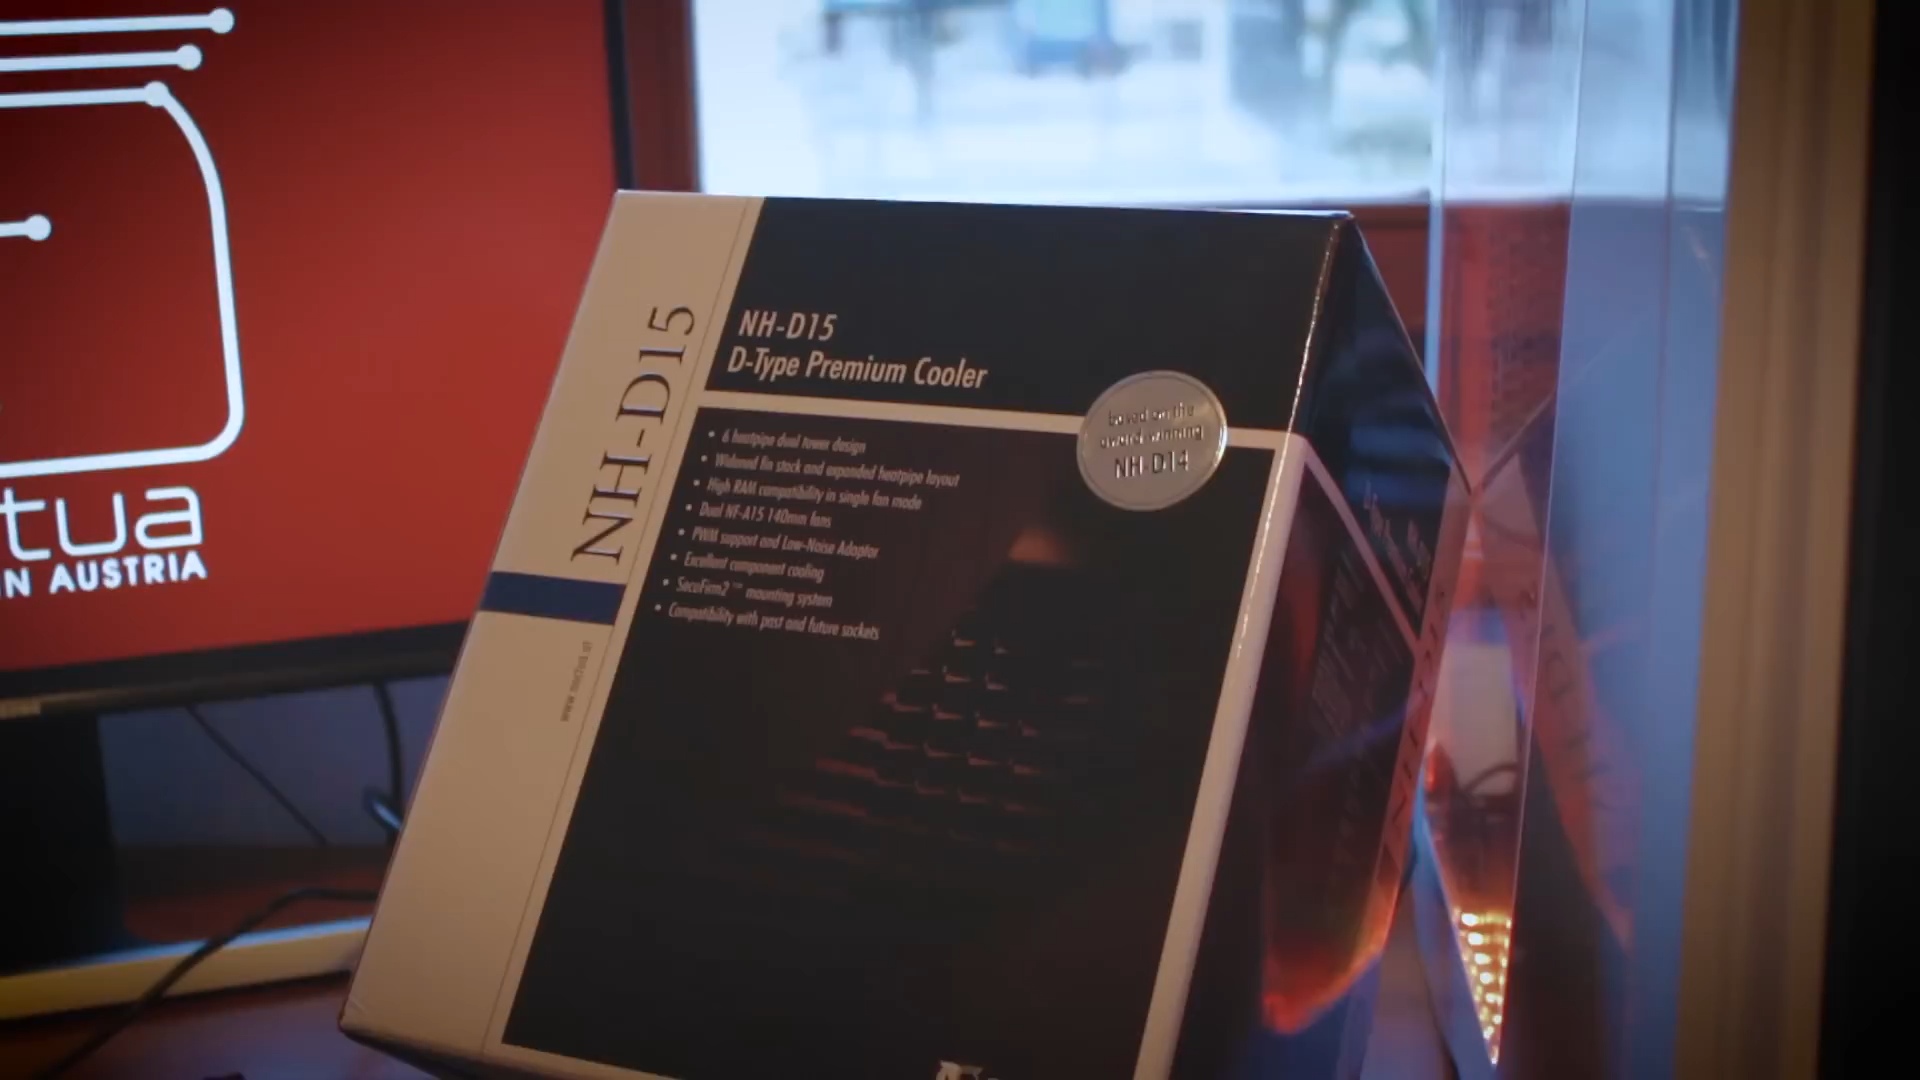 tua
IN AUSTRIA
NH-D15
www.noctua.at
NH-D15
D-Type Premium Cooler
based on the
award winning
NH-D14
• 6 heatpipe dual tower design
• Widened fin stack and expanded heatpipe layout
• High RAM compatibility in single fan mode
• Dual NF-A15 140mm fans
• PWM support and Low-Noise Adaptor
• Excellent component cooling
• SecuFirm2™ mounting system
• Compatibility with past and future sockets